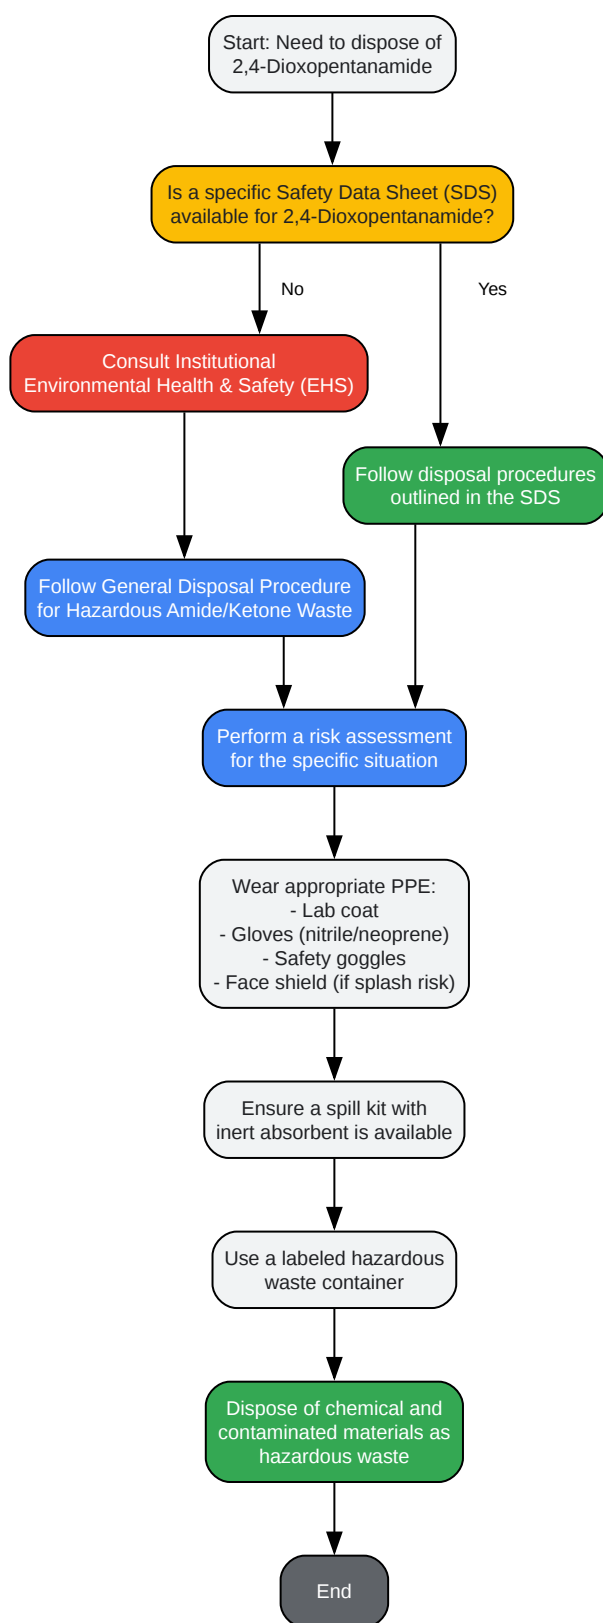 Start: Need to dispose of
2,4-Dioxopentanamide
Is a specific Safety Data Sheet (SDS)
available for 2,4-Dioxopentanamide?
No
Yes
Consult Institutional
Environmental Health & Safety (EHS)
Follow disposal procedures
outlined in the SDS
Follow General Disposal Procedure
for Hazardous Amide/Ketone Waste
Perform a risk assessment
for the specific situation
Wear appropriate PPE:
- Lab coat
- Gloves (nitrile/neoprene)
- Safety goggles
- Face shield (if splash risk)
Ensure a spill kit with
inert absorbent is available
Use a labeled hazardous
waste container
Dispose of chemical and
contaminated materials as
hazardous waste
End